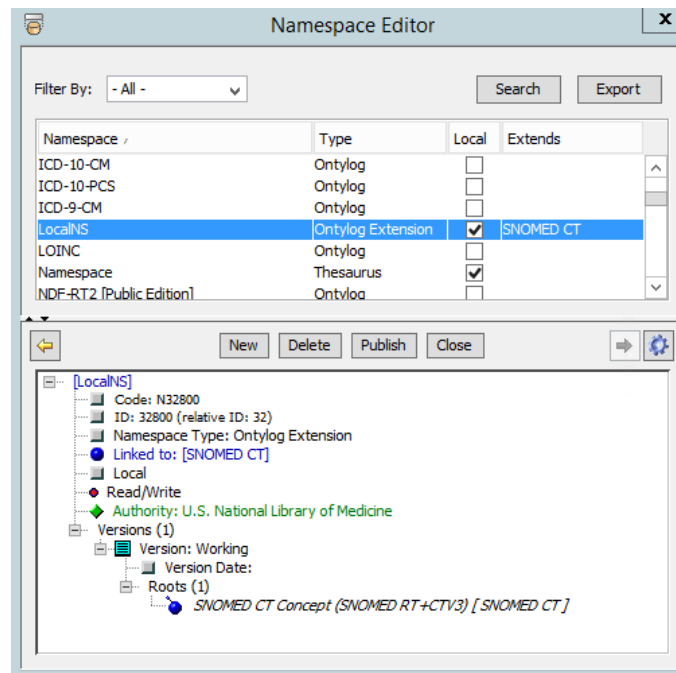 Namespace Editor
x
Filter By: - All - Search Export
Namespace / Type Local Extends
ICD-10-CM Ontylog
ICD-10-PCS Ontylog
ICD-9-CM Ontylog
LocalNS Ontylog Extension SNOMED CT
LOINC Ontylog
Namespace Thesaurus
NDF-RT2 [Public Edition] Ontylog
New Delete Publish Close
[LocalNS]
Code: N32800
ID: 32800 (relative ID: 32)
Namespace Type: Ontylog Extension
Linked to: [SNOMED CT]
Local
Read/Write
Authority: U.S. National Library of Medicine
Versions (1)
Version: Working
Version Date:
Roots (1)
SNOMED CT Concept (SNOMED RT+CTV3) [ SNOMED CT ]